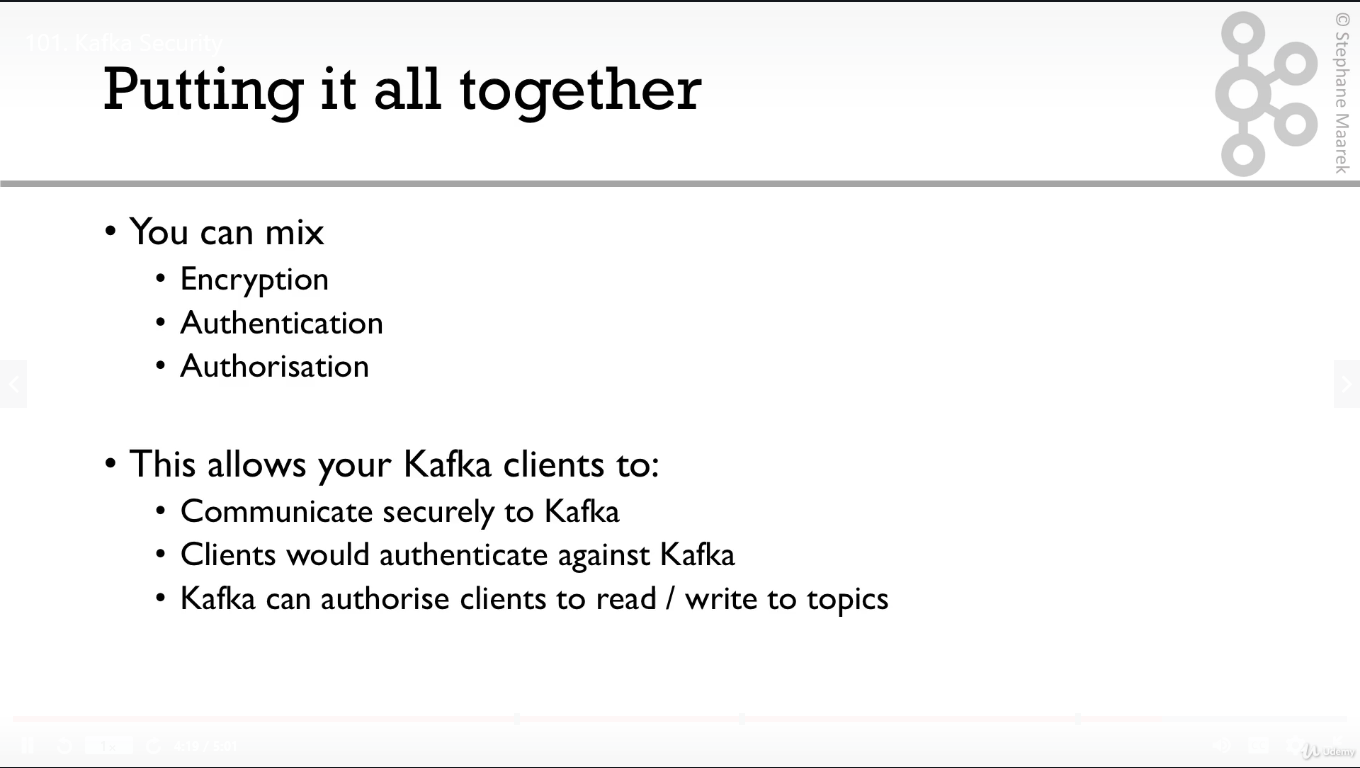 101. Kafka Security
Putting it all together
© Stephane Maarek
• You can mix
• Encryption
• Authentication
• Authorisation
• This allows your Kafka clients to:
• Communicate securely to Kafka
• Clients would authenticate against Kafka
• Kafka can authorise clients to read / write to topics
Udemy